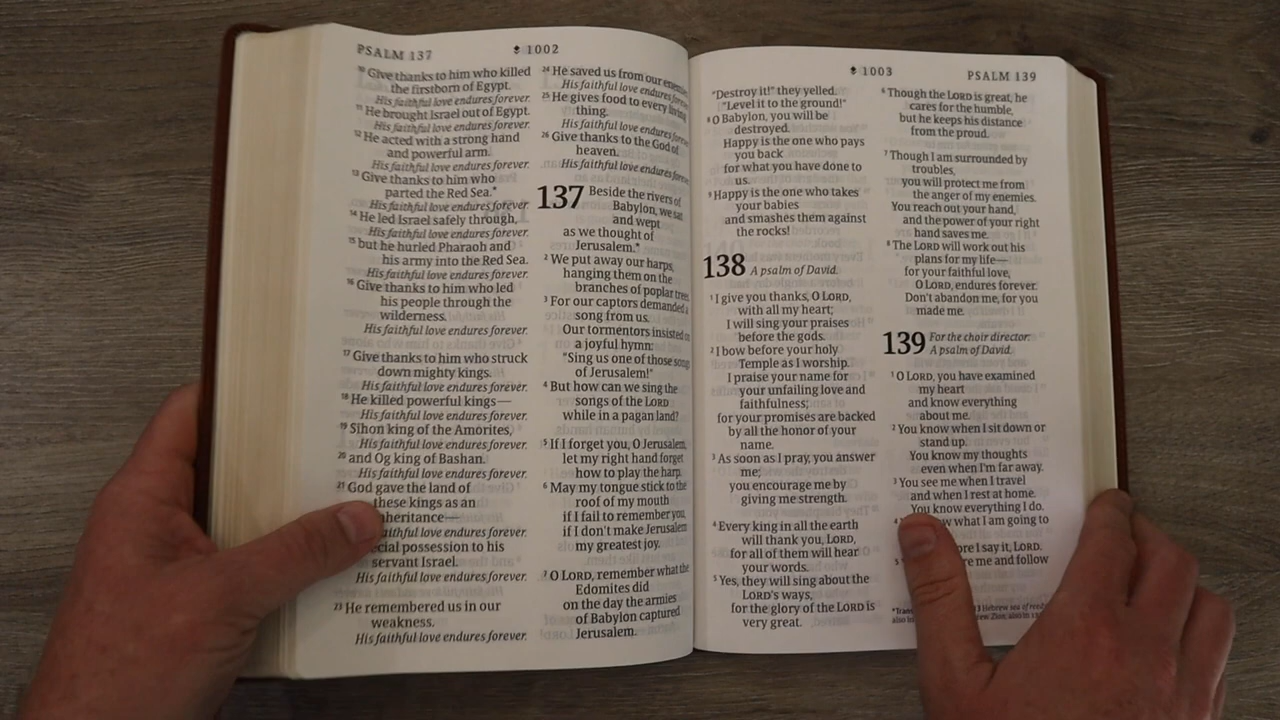 PSALM 137
1002
10 Give thanks to him who killed
the firstborn of Egypt.
His faithful love endures forever.
11 He brought Israel out of Egypt.
His faithful love endures forever.
12 He acted with a strong hand
and powerful arm.
His faithful love endures forever.
13 Give thanks to him who
parted the Red Sea.*
His faithful love endures forever.
14 He led Israel safely through,
His faithful love endures forever.
15 but he hurled Pharaoh and
his army into the Red Sea.
His faithful love endures forever.
16 Give thanks to him who led
his people through the
wilderness.
His faithful love endures forever.
17 Give thanks to him who struck
down mighty kings.
His faithful love endures forever.
18 He killed powerful kings—
His faithful love endures forever.
19 Sihon king of the Amorites,
His faithful love endures forever.
20 and Og king of Bashan.
His faithful love endures forever.
21 God gave the land of
these kings as an
inheritance—
faithful love endures forever.
special possession to his
servant Israel.
His faithful love endures forever.
23 He remembered us in our
weakness.
His faithful love endures forever.
24 He saved us from our enemies.
His faithful love endures forever.
25 He gives food to every living
thing.
His faithful love endures forever.
26 Give thanks to the God of
heaven.
His faithful love endures forever.
137 Beside the rivers of
Babylon, we sat
and wept
as we thought of
Jerusalem.*
2 We put away our harps,
hanging them on the
branches of poplar trees.
3 For our captors demanded a
song from us.
Our tormentors insisted on
a joyful hymn:
"Sing us one of those songs
of Jerusalem!"
4 But how can we sing the
songs of the LORD
while in a pagan land?
5 If I forget you, O Jerusalem,
let my right hand forget
how to play the harp.
6 May my tongue stick to the
roof of my mouth
if I fail to remember you,
if I don't make Jerusalem
my greatest joy.
7 O LORD, remember what the
Edomites did
on the day the armies
of Babylon captured
Jerusalem.
1003
PSALM 139
"Destroy it!" they yelled.
"Level it to the ground!"
8 O Babylon, you will be
destroyed.
Happy is the one who pays
you back
for what you have done to
us.
9 Happy is the one who takes
your babies
and smashes them against
the rocks!
138 A psalm of David.
1 I give you thanks, O LORD,
with all my heart;
I will sing your praises
before the gods.
2 I bow before your holy
Temple as I worship.
I praise your name for
your unfailing love and
faithfulness;
for your promises are backed
by all the honor of your
name.
3 As soon as I pray, you answer
me;
you encourage me by
giving me strength.
4 Every king in all the earth
will thank you, LORD,
for all of them will hear
your words.
5 Yes, they will sing about the
LORD's ways,
for the glory of the LORD is
very great.
6 Though the LORD is great, he
cares for the humble,
but he keeps his distance
from the proud.
7 Though I am surrounded by
troubles,
you will protect me from
the anger of my enemies.
You reach out your hand,
and the power of your right
hand saves me.
8 The LORD will work out his
plans for my life—
for your faithful love,
O LORD, endures forever.
Don't abandon me, for you
made me.
139 For the choir director:
A psalm of David.
1 O LORD, you have examined
my heart
and know everything
about me.
2 You know when I sit down or
stand up.
You know my thoughts
even when I'm far away.
3 You see me when I travel
and when I rest at home.
You know everything I do.
4 what I am going to
I say it, LORD.
5 me and follow
Hebrew sea of reeds
also Zion; also in